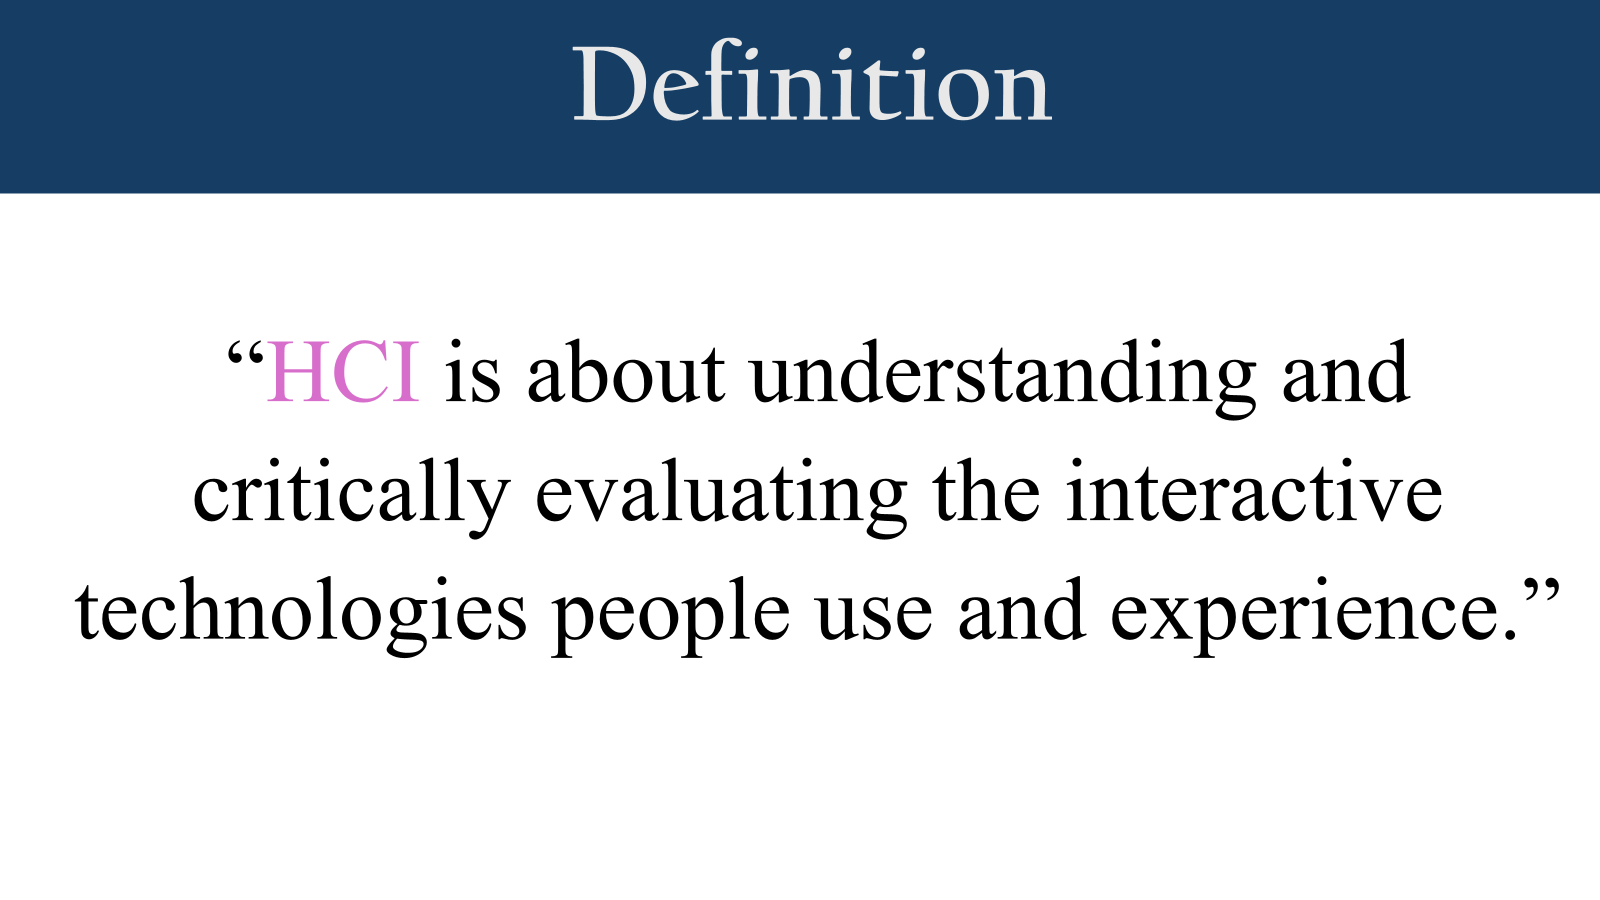 Definition
“HCI is about understanding and
critically evaluating the interactive
technologies people use and experience.”